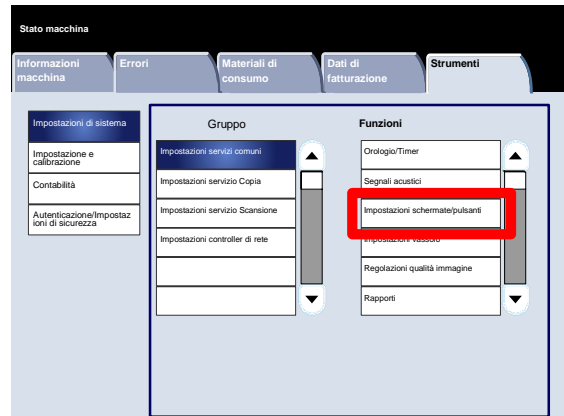 Stato macchina
Informazioni
macchina
Errori
Materiali di
consumo
Dati di
fatturazione
Strumenti
Impostazioni di sistema
Impostazione e
calibrazione
Contabilità
Autenticazione/Impostaz
ioni di sicurezza
Gruppo
Impostazioni servizi comuni
Impostazioni servizio Copia
Impostazioni servizio Scansione
Impostazioni controller di rete
Funzioni
Orologio/Timer
Segnali acustici
Impostazioni schermate/pulsanti
Impostazioni vassoio
Regolazioni qualità immagine
Rapporti